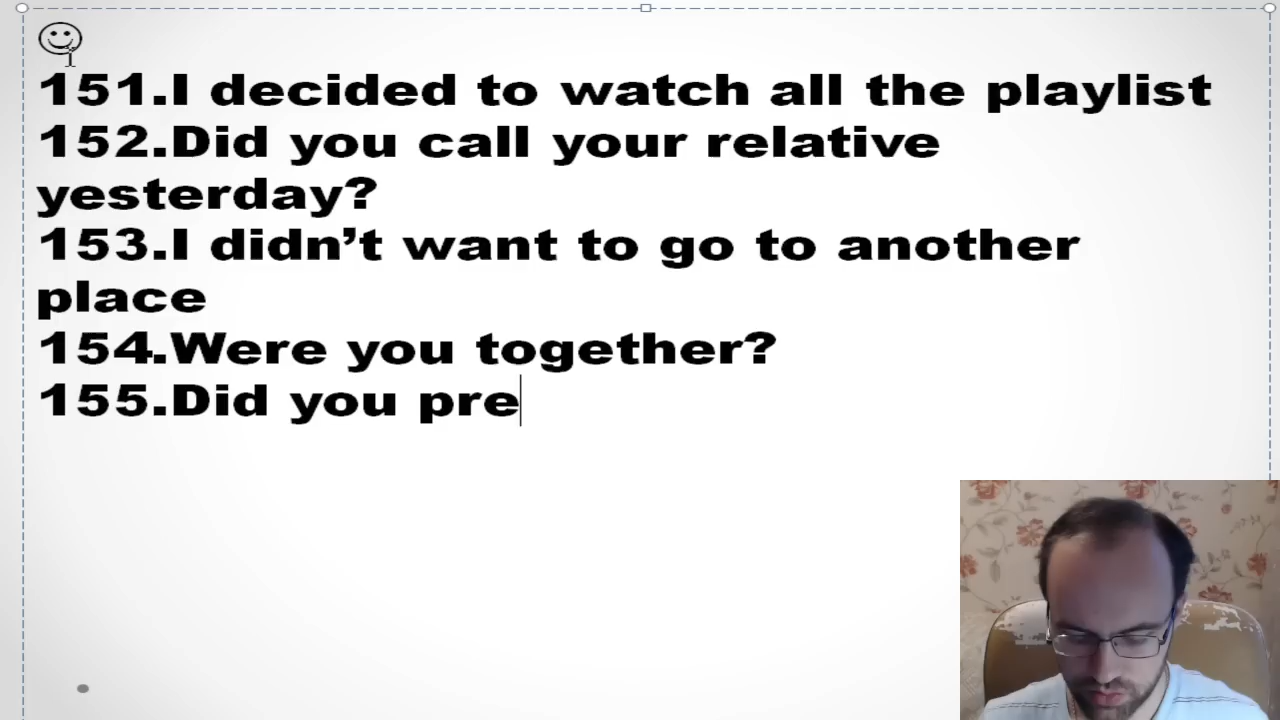 151.I decided to watch all the playlist
152.Did you call your relative
yesterday?
153.I didn’t want to go to another
place
154.Were you together?
155.Did you pre